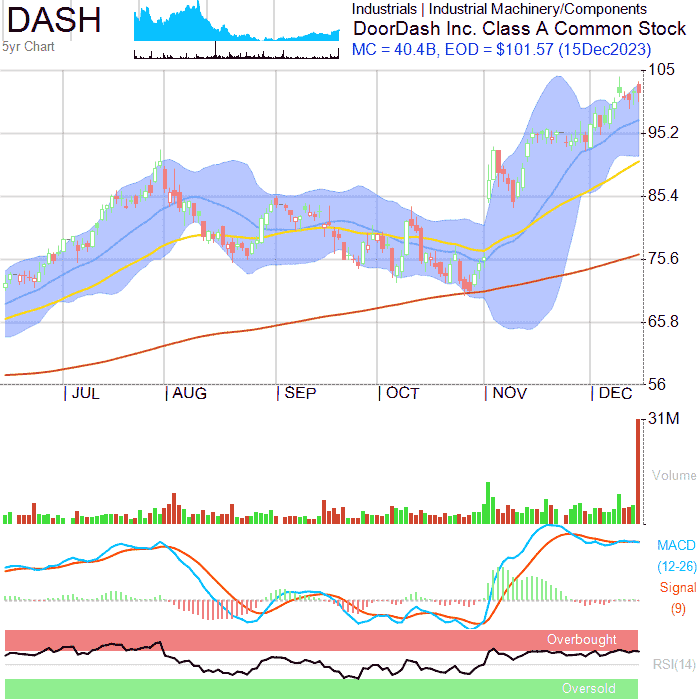 DASH
5yr Chart
Industrials | Industrial Machinery/Components
DoorDash Inc. Class A Common Stock
MC = 40.4B, EOD = $101.57 (15Dec2023)
105
95.2
85.4
75.6
65.8
56
JUL
AUG
SEP
OCT
NOV
DEC
31M
Volume
MACD
(12-26)
Signal
(9)
Overbought
RSI(14)
Oversold